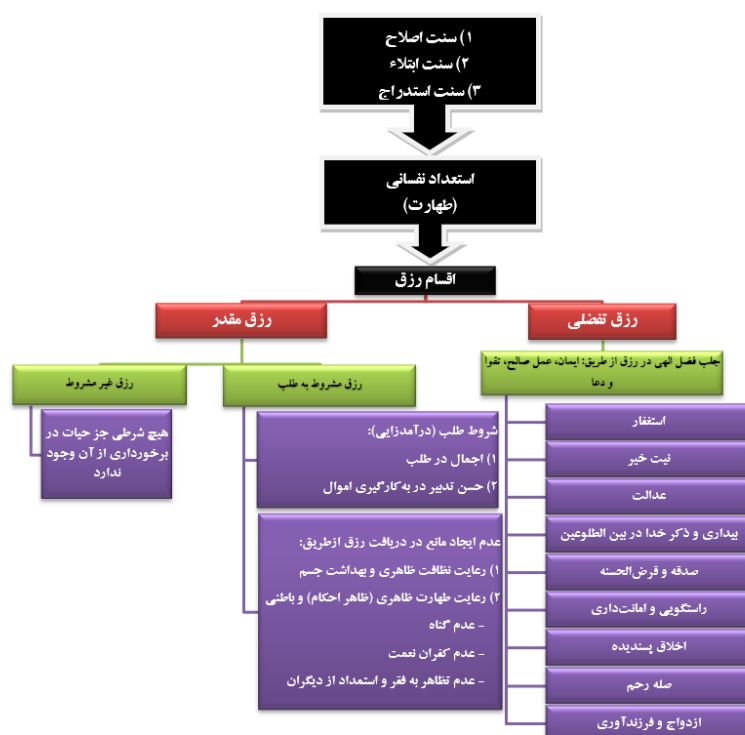 ۱) سنت اصلاح
۲) سنت ابتلاء
۳) سنت استدراج
استعداد نفسانی
(طهارت)
اقسام رزق
رزق تفضلی
رزق مقدر
جلب فضل الهی در رزق از طریق: ایمان، عمل صالح، تقوا
و دعا
استغفار
نیت خیر
عدالت
بیداری و ذکر خدا در بین الطلوعین
صدقه و قرض‌الحسنه
راستگویی و امانت‌داری
اخلاق پسندیده
صله رحم
ازدواج و فرزندآوری
رزق مشروط به طلب
شروط طلب (درآمدزایی):
۱) اجمال در طلب
۲) حسن تدبیر در به‌کارگیری اموال
عدم ایجاد مانع در دریافت رزق ازطریق:
۱) رعایت نظافت ظاهری و بهداشت جسم
۲) رعایت طهارت ظاهری (ظاهر احکام) و باطنی
- عدم گناه
- عدم کفران نعمت
- عدم تظاهر به فقر و استمداد از دیگران
رزق غیر مشروط
هیچ شرطی جز حیات در
برخورداری از آن وجود
ندارد